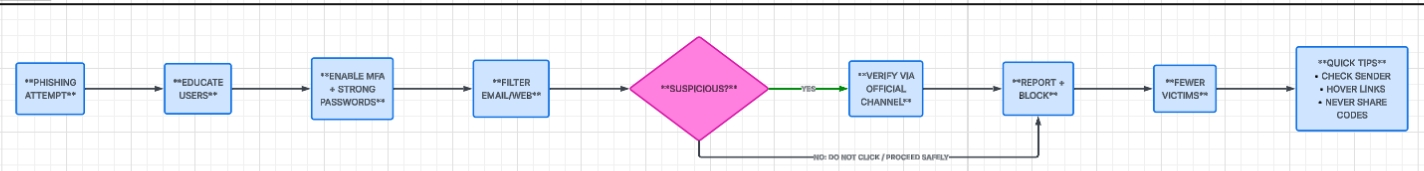 **PHISHING
ATTEMPT**
**EDUCATE
USERS**
**ENABLE MFA
+ STRONG
PASSWORDS**
**FILTER
EMAIL/WEB**
**SUSPICIOUS?**
YES
**VERIFY VIA
OFFICIAL
CHANNEL**
**REPORT +
BLOCK**
**FEWER
VICTIMS**
**QUICK TIPS**
• CHECK SENDER
• HOVER LINKS
• NEVER SHARE
CODES
NO: DO NOT CLICK / PROCEED SAFELY